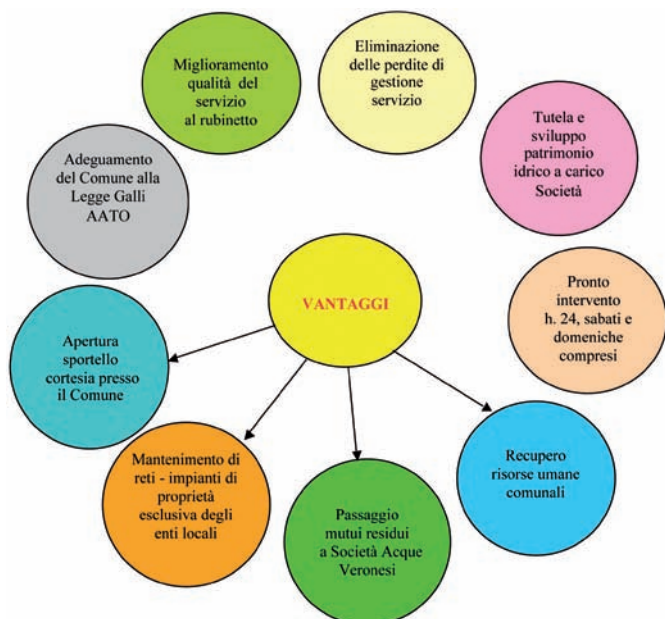 Miglioramento
qualità del
servizio
al rubinetto
Eliminazione
delle perdite di
gestione
servizio
Tutela e
sviluppo
patrimonio
idrico a carico
Società
Adeguamento
del Comune alla
Legge Galli
AATO
VANTAGGI
Pronto
intervento
h. 24, sabati e
domeniche
compresi
Apertura
sportello
cortesia presso
il Comune
Mantenimento di
reti - impianti di
proprietà
esclusiva degli
enti locali
Passaggio
mutui residui
a Società Acque
Veronesi
Recupero
risorse umane
comunali